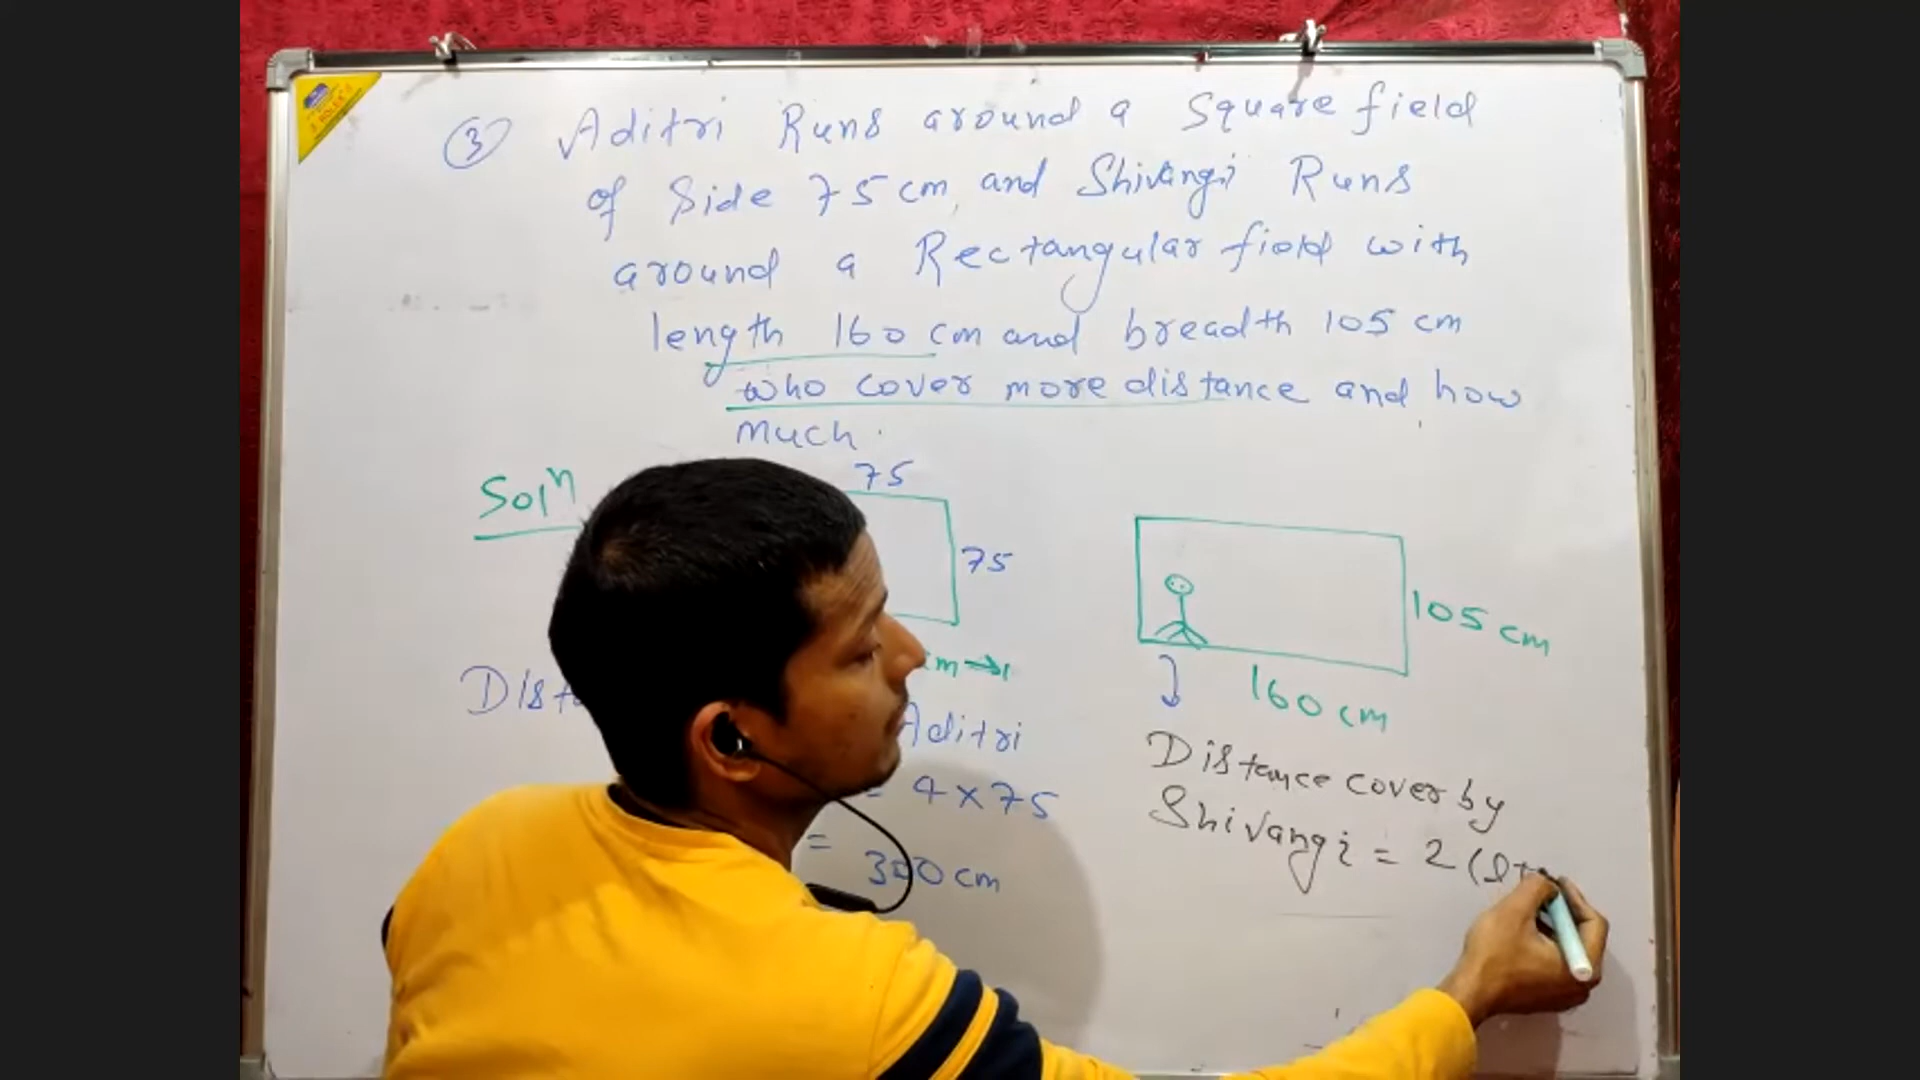 ③ Aditri Runs around a Square field
of Side 75 cm, and Shivangi Runs
around a Rectangular field with
length 160 cm and breadth 105 cm
who cover more distance and how
much.
Solⁿ
75
75
Aditri
= 4 × 75
= 300 cm
105 cm
160 cm
Distance cover by
Shivangi = 2 (l+